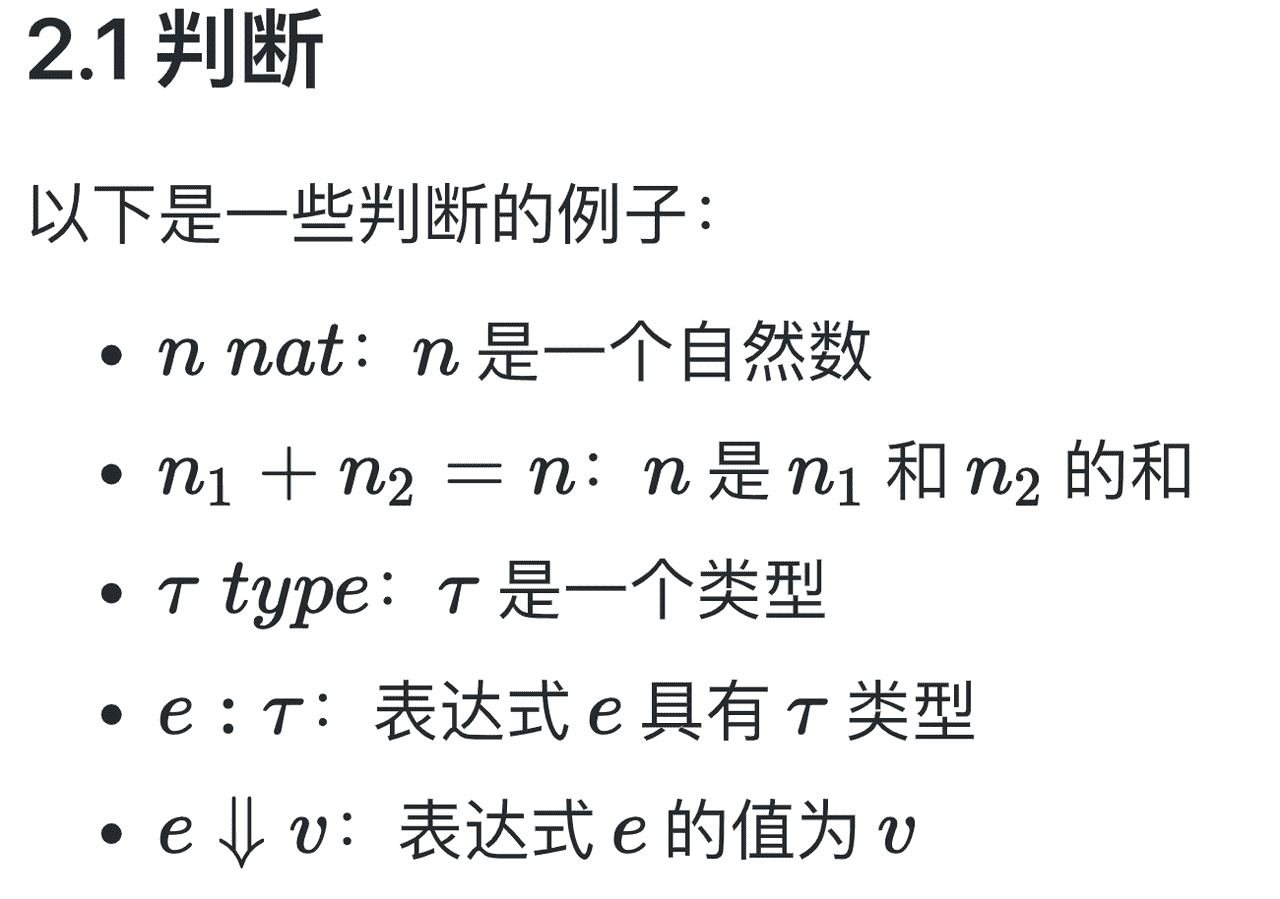 2.1 判断
以下是一些判断的例子：
• n nat：n 是一个自然数
• n₁ + n₂ = n：n 是 n₁ 和 n₂ 的和
• τ type：τ 是一个类型
• e : τ：表达式 e 具有 τ 类型
• e ⇓ v：表达式 e 的值为 v